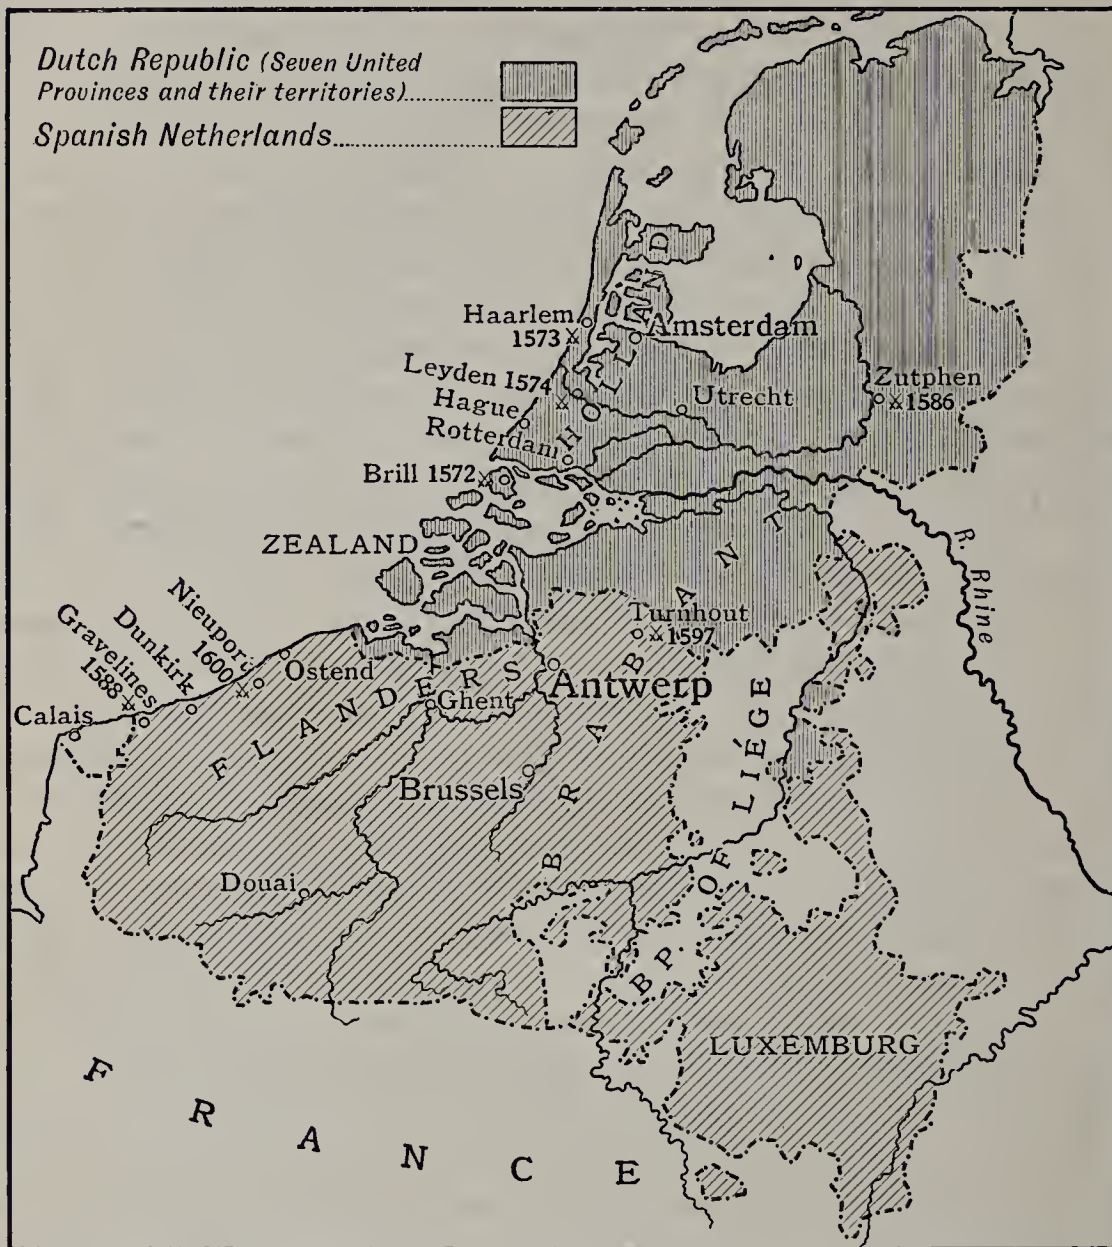 Dutch Republic (Seven United
Provinces and their territories)..............
Spanish Netherlands.......................
HOLLAND
Haarlem
1573
Amsterdam
Leyden 1574
Hague
Rotterdam
Utrecht
Zutphen
1586
Brill 1572
ZEALAND
R. Rhine
BRABANT
Turnhout
1597
Nieuport
1600
Dunkirk
Gravelines
1588
Calais
Ostend
FLANDERS
Ghent
Antwerp
Brussels
Douai
BP. OF LIÉGE
LUXEMBURG
FRANCE